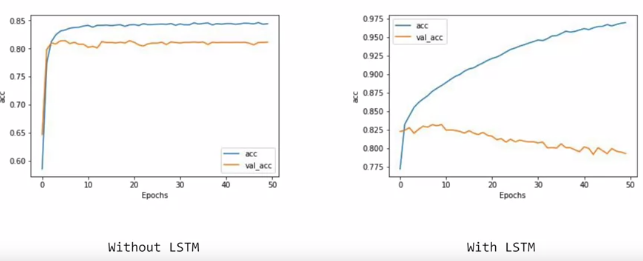 0.85
0.80
0.75
0.70
0.65
0.60
acc
acc
val_acc
0
10
20
30
40
50
Epochs
Without LSTM
0.975
0.950
0.925
0.900
0.875
0.850
0.825
0.800
0.775
acc
acc
val_acc
0
10
20
30
40
50
Epochs
With LSTM